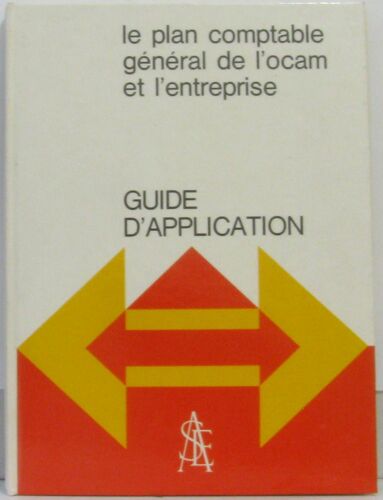 le plan comptable
général de l'ocam
et l'entreprise
GUIDE
D'APPLICATION